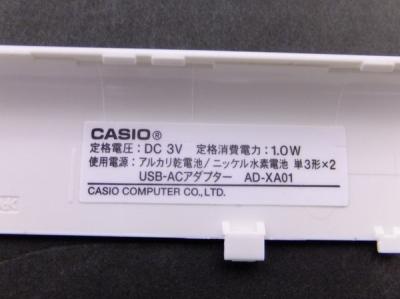 CASIO®
定格電圧：DC 3V 定格消費電力：1.0W
使用電源：アルカリ乾電池/ニッケル水素電池 単3形×2
USB-ACアダプター AD-XA01
CASIO COMPUTER CO., LTD.